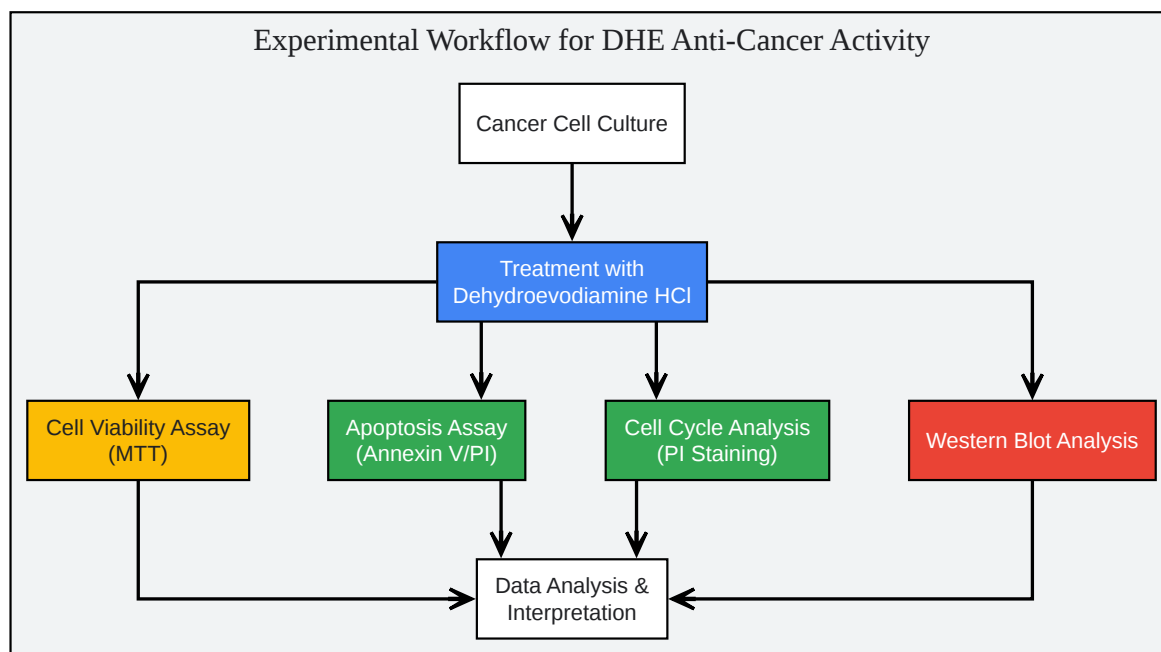 Experimental Workflow for DHE Anti-Cancer Activity
Cancer Cell Culture
Treatment with
Dehydroevodiamine HCl
Cell Viability Assay
(MTT)
Apoptosis Assay
(Annexin V/PI)
Cell Cycle Analysis
(PI Staining)
Western Blot Analysis
Data Analysis &
Interpretation